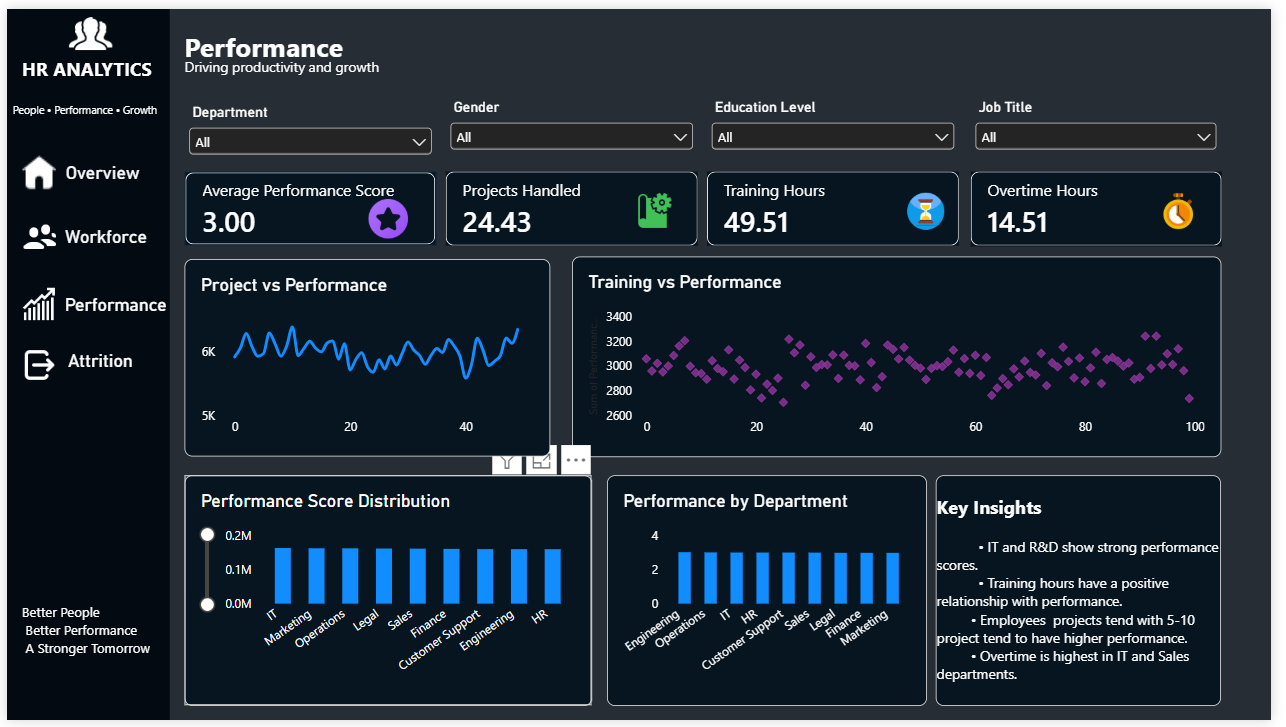 HR ANALYTICS
People • Performance • Growth
Overview
Workforce
Performance
Attrition
Better People
Better Performance
A Stronger Tomorrow
Performance
Driving productivity and growth
Department
All
Gender
All
Education Level
All
Job Title
All
Average Performance Score
3.00
Projects Handled
24.43
Training Hours
49.51
Overtime Hours
14.51
Project vs Performance
6K
5K
0 20 40
Training vs Performance
Sum of Performanc...
3400
3200
3000
2800
2600
0 20 40 60 80 100
Performance Score Distribution
0.2M
0.1M
0.0M
IT
Marketing
Operations
Legal
Sales
Finance
Customer Support
Engineering
HR
Performance by Department
4
2
0
Engineering
Operations
IT
HR
Customer Support
Sales
Legal
Finance
Marketing
Key Insights
• IT and R&D show strong performance
scores.
• Training hours have a positive
relationship with performance.
• Employees  projects tend with 5-10
project tend to have higher performance.
• Overtime is highest in IT and Sales
departments.